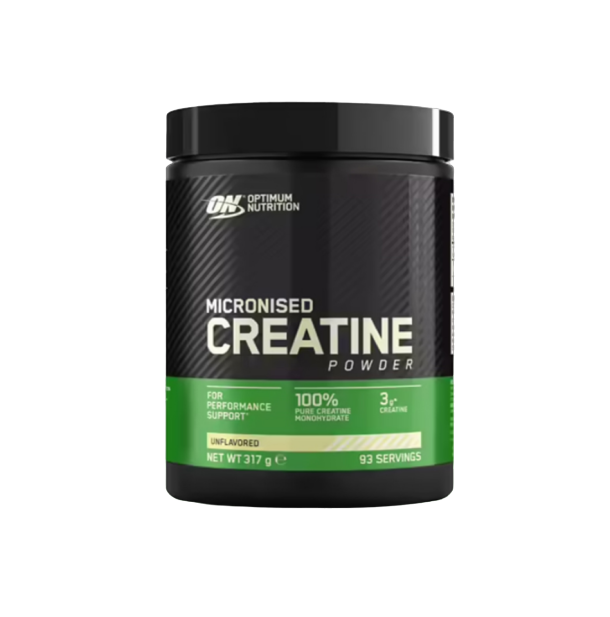 ON OPTIMUM
NUTRITION
MICRONISED
CREATINE
POWDER
FOR
PERFORMANCE
SUPPORT*
100%
PURE CREATINE
MONOHYDRATE
3g*
CREATINE
UNFLAVORED
NET WT 317 g ℮
93 SERVINGS